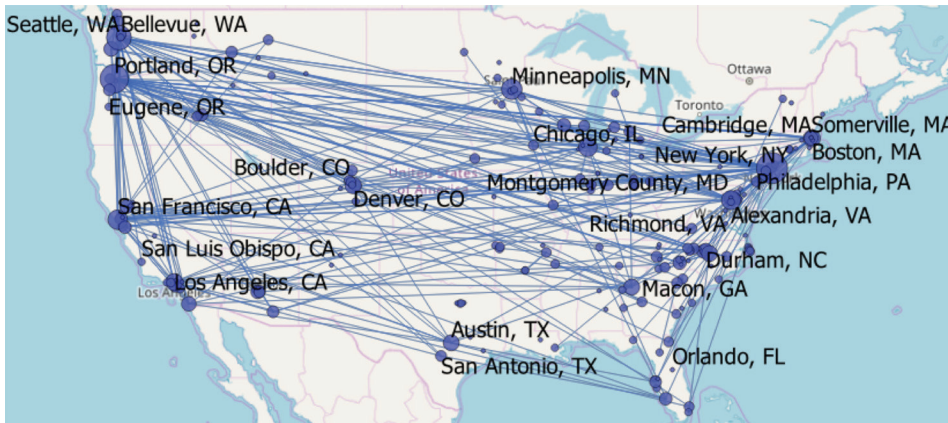 Seattle, WA
Bellevue, WA
Portland, OR
Ottawa
Minneapolis, MN
Eugene, OR
Toronto
Cambridge, MA
Somerville, MA
Chicago, IL
New York, NY
Boston, MA
Boulder, CO
United States
Montgomery County, MD
Philadelphia, PA
Denver, CO
San Francisco, CA
Richmond, VA
Alexandria, VA
San Luis Obispo, CA
Durham, NC
Los Angeles, CA
Macon, GA
Austin, TX
Orlando, FL
San Antonio, TX